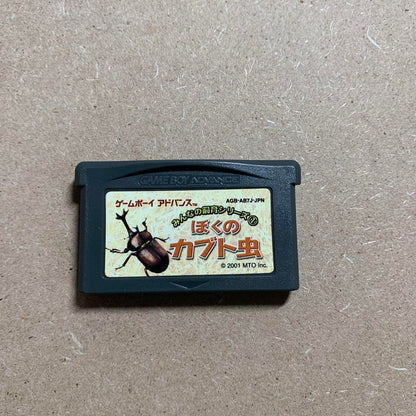 GAME BOY ADVANCE
ゲームボーイ アドバンス™
AGB-AB7J-JPN
みんなの飼育シリーズ①
ぼくの
カブト虫
© 2001 MTO Inc.